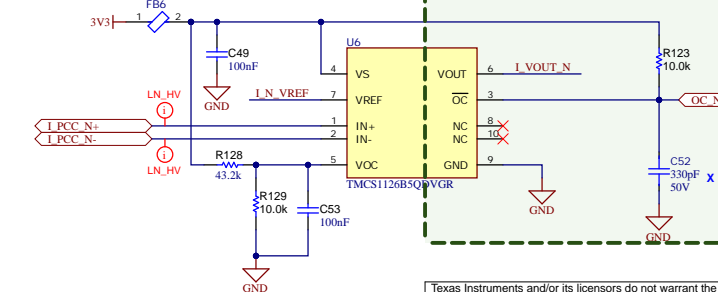 FB6
3V3 1 2
U6
C49
100nF
GND
R123
10.0k
4 VS VOUT 6 I_VOUT_N
LN_HV
i
I_N_VREF 7 VREF OC 3 OC_N
I_PCC_N+ 1 IN+ NC 8
I_PCC_N- 2 IN- NC 10
i
LN_HV
R128
43.2k
5 VOC GND 9
TMCS1126B5QDVGR
C52
330pF
50V
X
R129
10.0k
C53
100nF
GND
GND
GND
Texas Instruments and/or its licensors do not warrant the